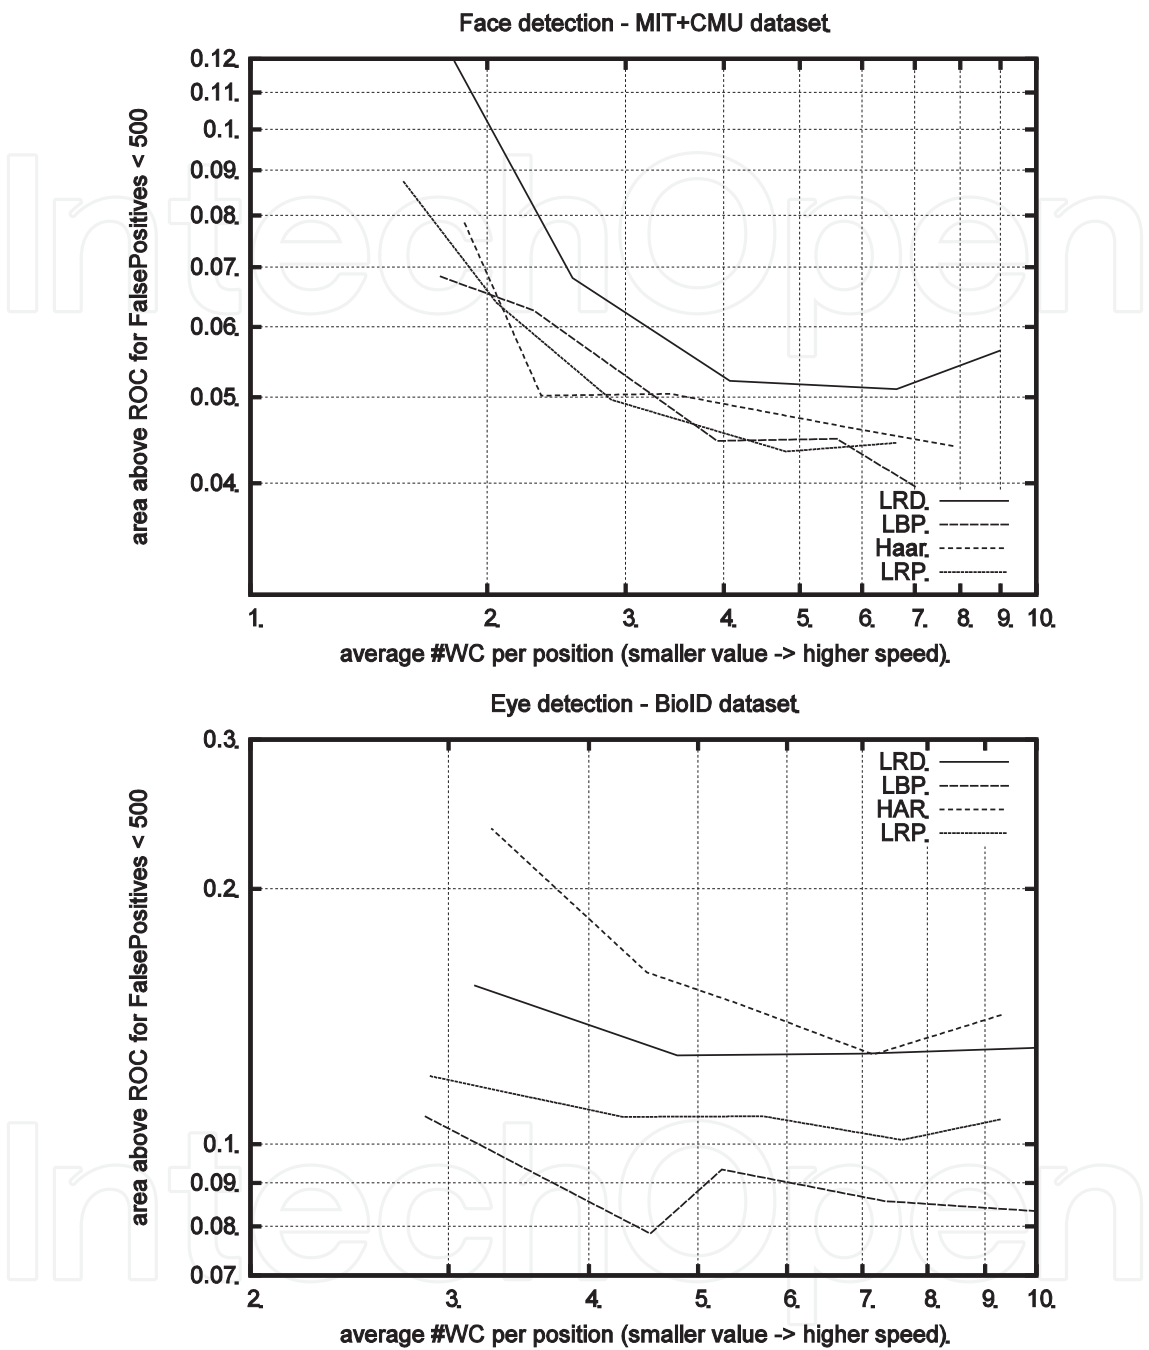 Face detection - MIT+CMU dataset.
0.12.
0.11.
0.1.
0.09.
0.08.
0.07.
0.06.
0.05.
0.04.
area above ROC for FalsePositives < 500
LRD.
LBP.
Haar.
LRP.
1. 2. 3. 4. 5. 6. 7. 8. 9. 10.
average #WC per position (smaller value -> higher speed).
Eye detection - BioID dataset.
0.3.
0.2.
0.1.
0.09.
0.08.
0.07.
area above ROC for FalsePositives < 500
LRD.
LBP.
HAR.
LRP.
2. 3. 4. 5. 6. 7. 8. 9. 10.
average #WC per position (smaller value -> higher speed).
IntechOpen
IntechOpen